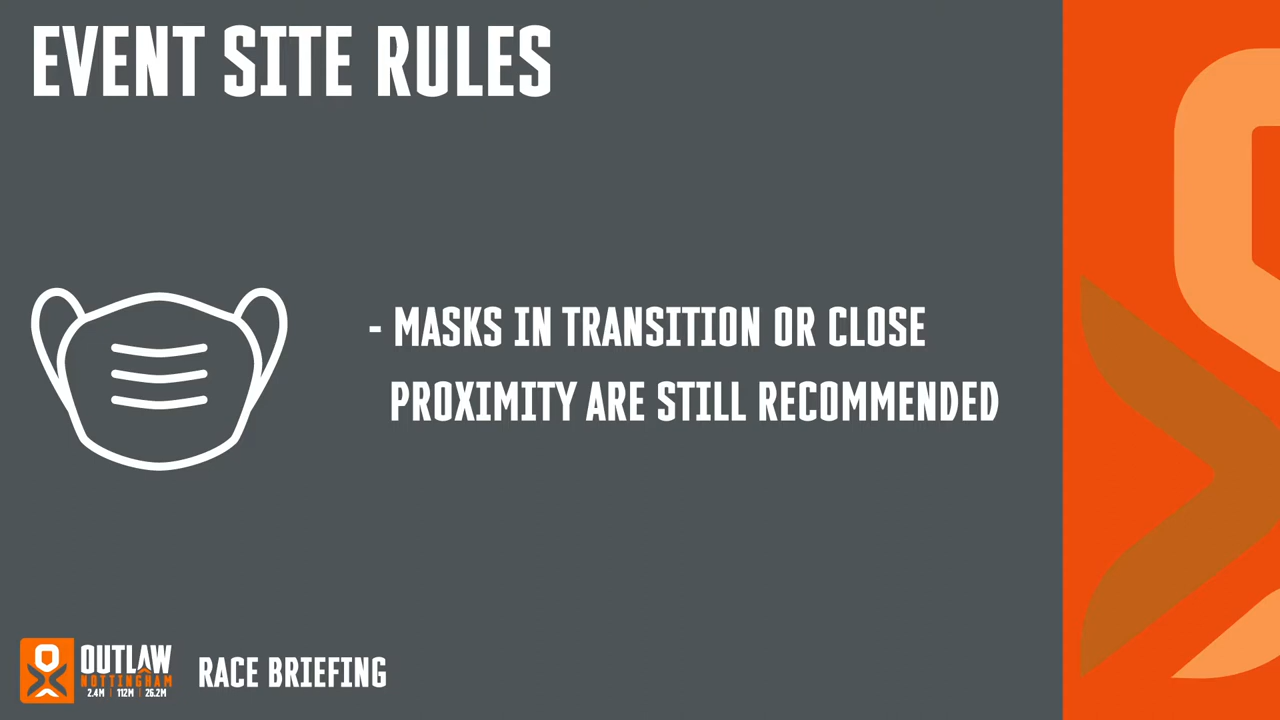 EVENT SITE RULES
- MASKS IN TRANSITION OR CLOSE
PROXIMITY ARE STILL RECOMMENDED
OUTLAW
NOTTINGHAM
2.4M | 112M | 26.2M
RACE BRIEFING